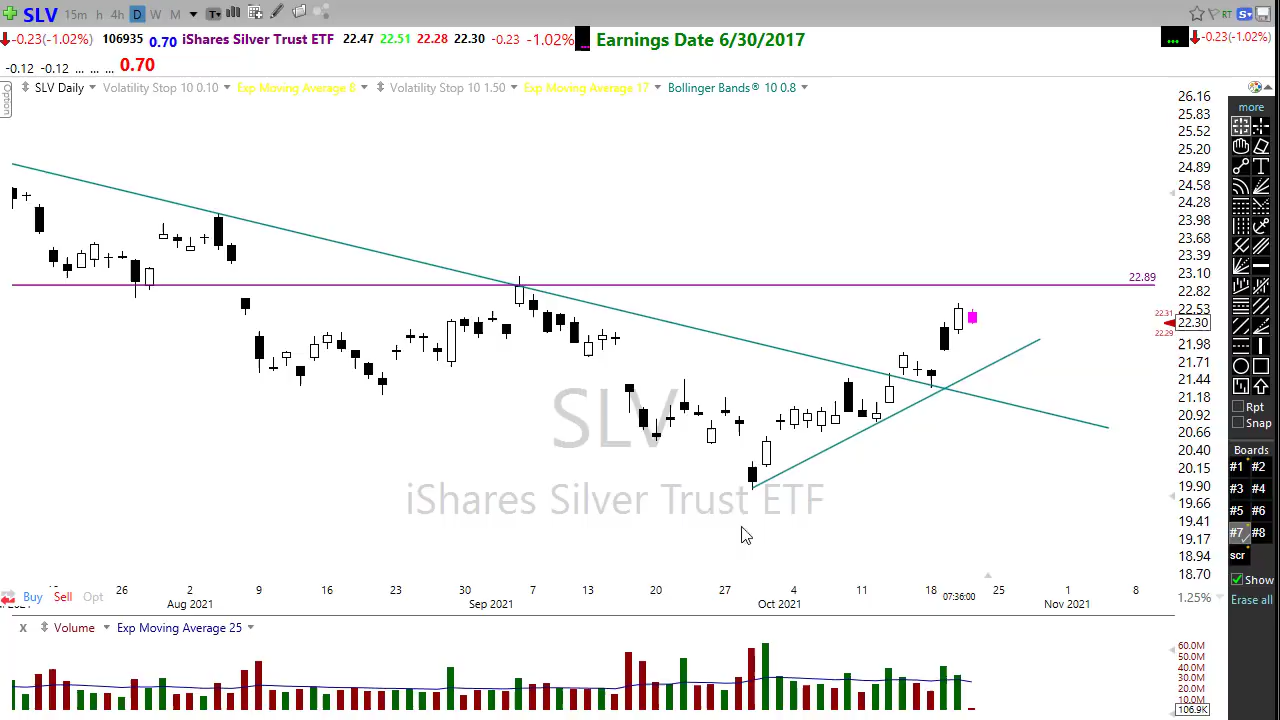 SLV 15m h 4h D W M T RT S
-0.23(-1.02%) 106935 0.70 iShares Silver Trust ETF 22.47 22.51 22.28 22.30 -0.23 -1.02% ... Earnings Date 6/30/2017 ... -0.23(-1.02%)
-0.12 -0.12 ... ... ... 0.70
Option
SLV Daily Volatility Stop 10 0.10 Exp Moving Average 8 Volatility Stop 10 1.50 Exp Moving Average 17 Bollinger Bands® 10 0.8
26.16
25.83
25.52
25.20
24.89
24.58
24.28
23.98
23.68
23.39
23.10
22.89
22.82
22.53
22.31
22.30
22.29
21.98
21.71
21.44
21.18
20.92
20.66
20.40
20.15
19.90
19.66
19.41
19.17
18.94
18.70
SLV
iShares Silver Trust ETF
more
T
Rpt
Snap
Boards
#1 #2
#3 #4
#5 #6
#7 #8
scr
Show
Erase all
26 2 9 16 23 30 7 13 20 27 4 11 18 25 1 8
Buy Sell Opt
Aug 2021 Sep 2021 Oct 2021 07:36:00 Nov 2021
1.25%
X Volume Exp Moving Average 25
60.0M
50.0M
40.0M
30.0M
20.0M
10.0M
106.9K